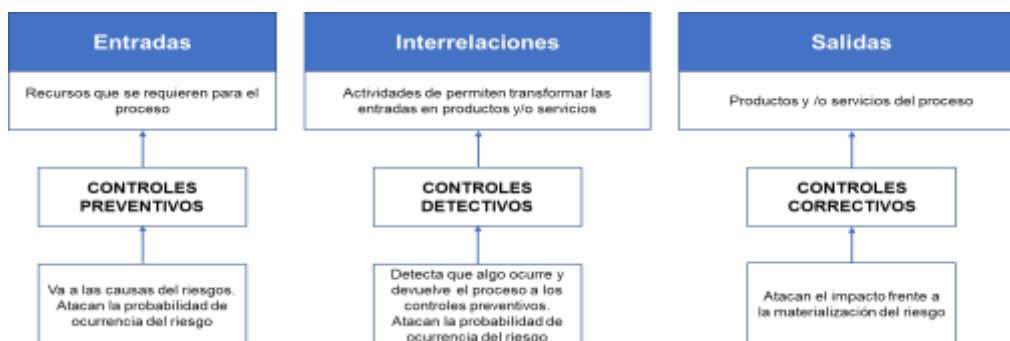 Entradas
Recursos que se requieren para el
proceso
CONTROLES
PREVENTIVOS
Va a las causas del riesgos.
Atacan la probabilidad de
ocurrencia del riesgo
Interrelaciones
Actividades de permiten transformar las
entradas en productos y/o servicios
CONTROLES
DETECTIVOS
Detecta que algo ocurre y
devuelve el proceso a los
controles preventivos.
Atacan la probabilidad de
ocurrencia del riesgo
Salidas
Productos y /o servicios del proceso
CONTROLES
CORRECTIVOS
Atacan el impacto frente a
la materialización del riesgo